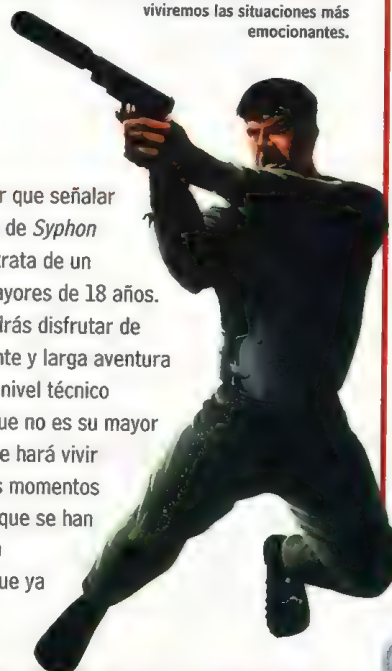 viviremos las situaciones más
emocionantes.
r que señalar
de Syphon
trata de un
ayores de 18 años.
drás disfrutar de
nte y larga aventura
nivel técnico
ue no es su mayor
e hará vivir
s momentos
que se han
ue ya